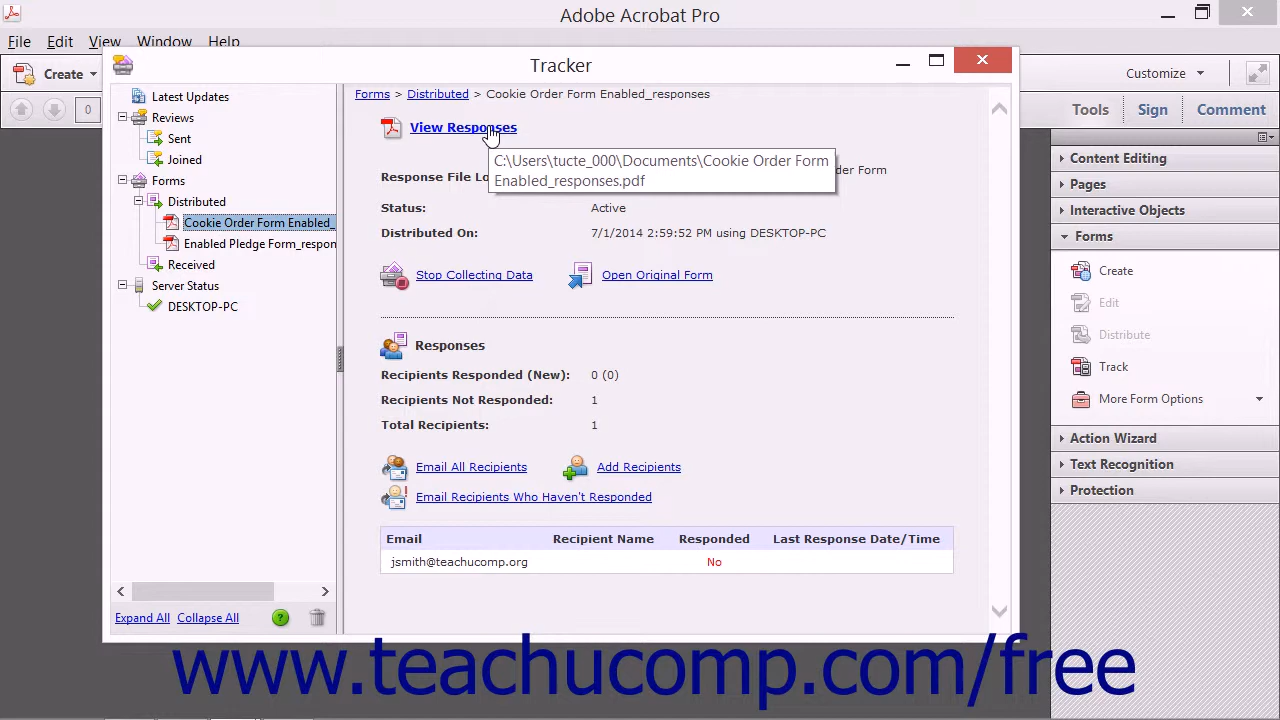 Adobe Acrobat Pro
File Edit View Window Help
Create
Customize
0
Tools Sign Comment
Tracker
Latest Updates
Reviews
Sent
Joined
Forms
Distributed
Cookie Order Form Enabled_
Enabled Pledge Form_respon
Received
Server Status
DESKTOP-PC
Expand All Collapse All
Forms > Distributed > Cookie Order Form Enabled_responses
View Responses
C:\Users\tucte_000\Documents\Cookie Order Form
Enabled_responses.pdf
Response File Lo der Form
Status: Active
Distributed On: 7/1/2014 2:59:52 PM using DESKTOP-PC
Stop Collecting Data Open Original Form
Responses
Recipients Responded (New): 0 (0)
Recipients Not Responded: 1
Total Recipients: 1
Email All Recipients Add Recipients
Email Recipients Who Haven't Responded
Email Recipient Name Responded Last Response Date/Time
jsmith@teachucomp.org No
Content Editing
Pages
Interactive Objects
Forms
Create
Edit
Distribute
Track
More Form Options
Action Wizard
Text Recognition
Protection
www.teachucomp.com/free